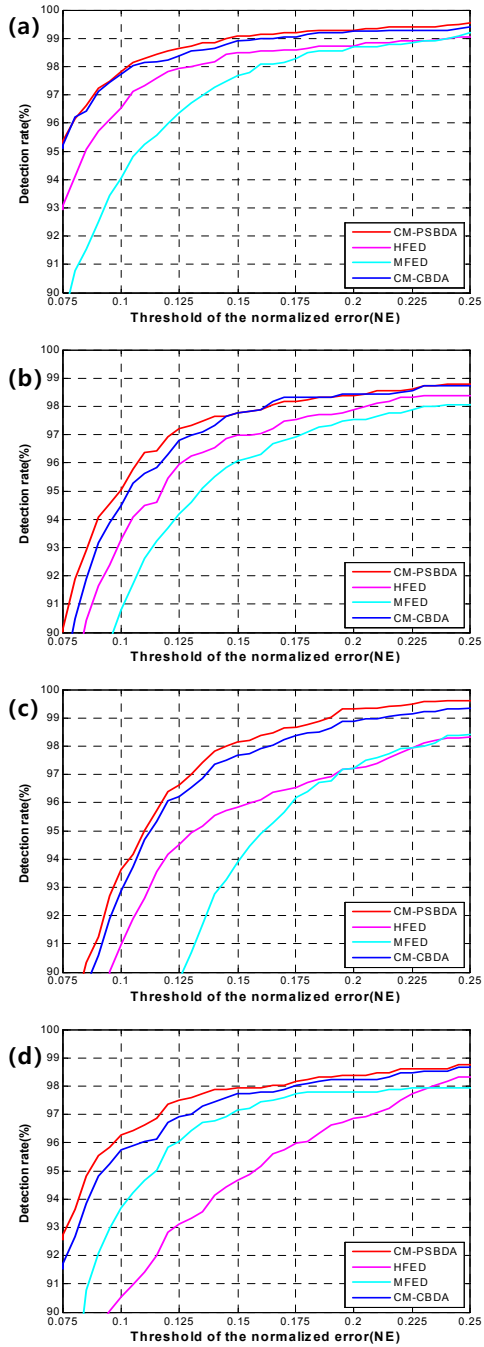 (a)
100
99
98
97
96
95
94
93
92
91
90
Detection rate(%)
0.075 0.1 0.125 0.15 0.175 0.2 0.225 0.25
Threshold of the normalized error(NE)
CM-PSBDA
HFED
MFED
CM-CBDA
(b)
100
99
98
97
96
95
94
93
92
91
90
Detection rate(%)
0.075 0.1 0.125 0.15 0.175 0.2 0.225 0.25
Threshold of the normalized error(NE)
CM-PSBDA
HFED
MFED
CM-CBDA
(c)
100
99
98
97
96
95
94
93
92
91
90
Detection rate(%)
0.075 0.1 0.125 0.15 0.175 0.2 0.225 0.25
Threshold of the normalized error(NE)
CM-PSBDA
HFED
MFED
CM-CBDA
(d)
100
99
98
97
96
95
94
93
92
91
90
Detection rate(%)
0.075 0.1 0.125 0.15 0.175 0.2 0.225 0.25
Threshold of the normalized error(NE)
CM-PSBDA
HFED
MFED
CM-CBDA